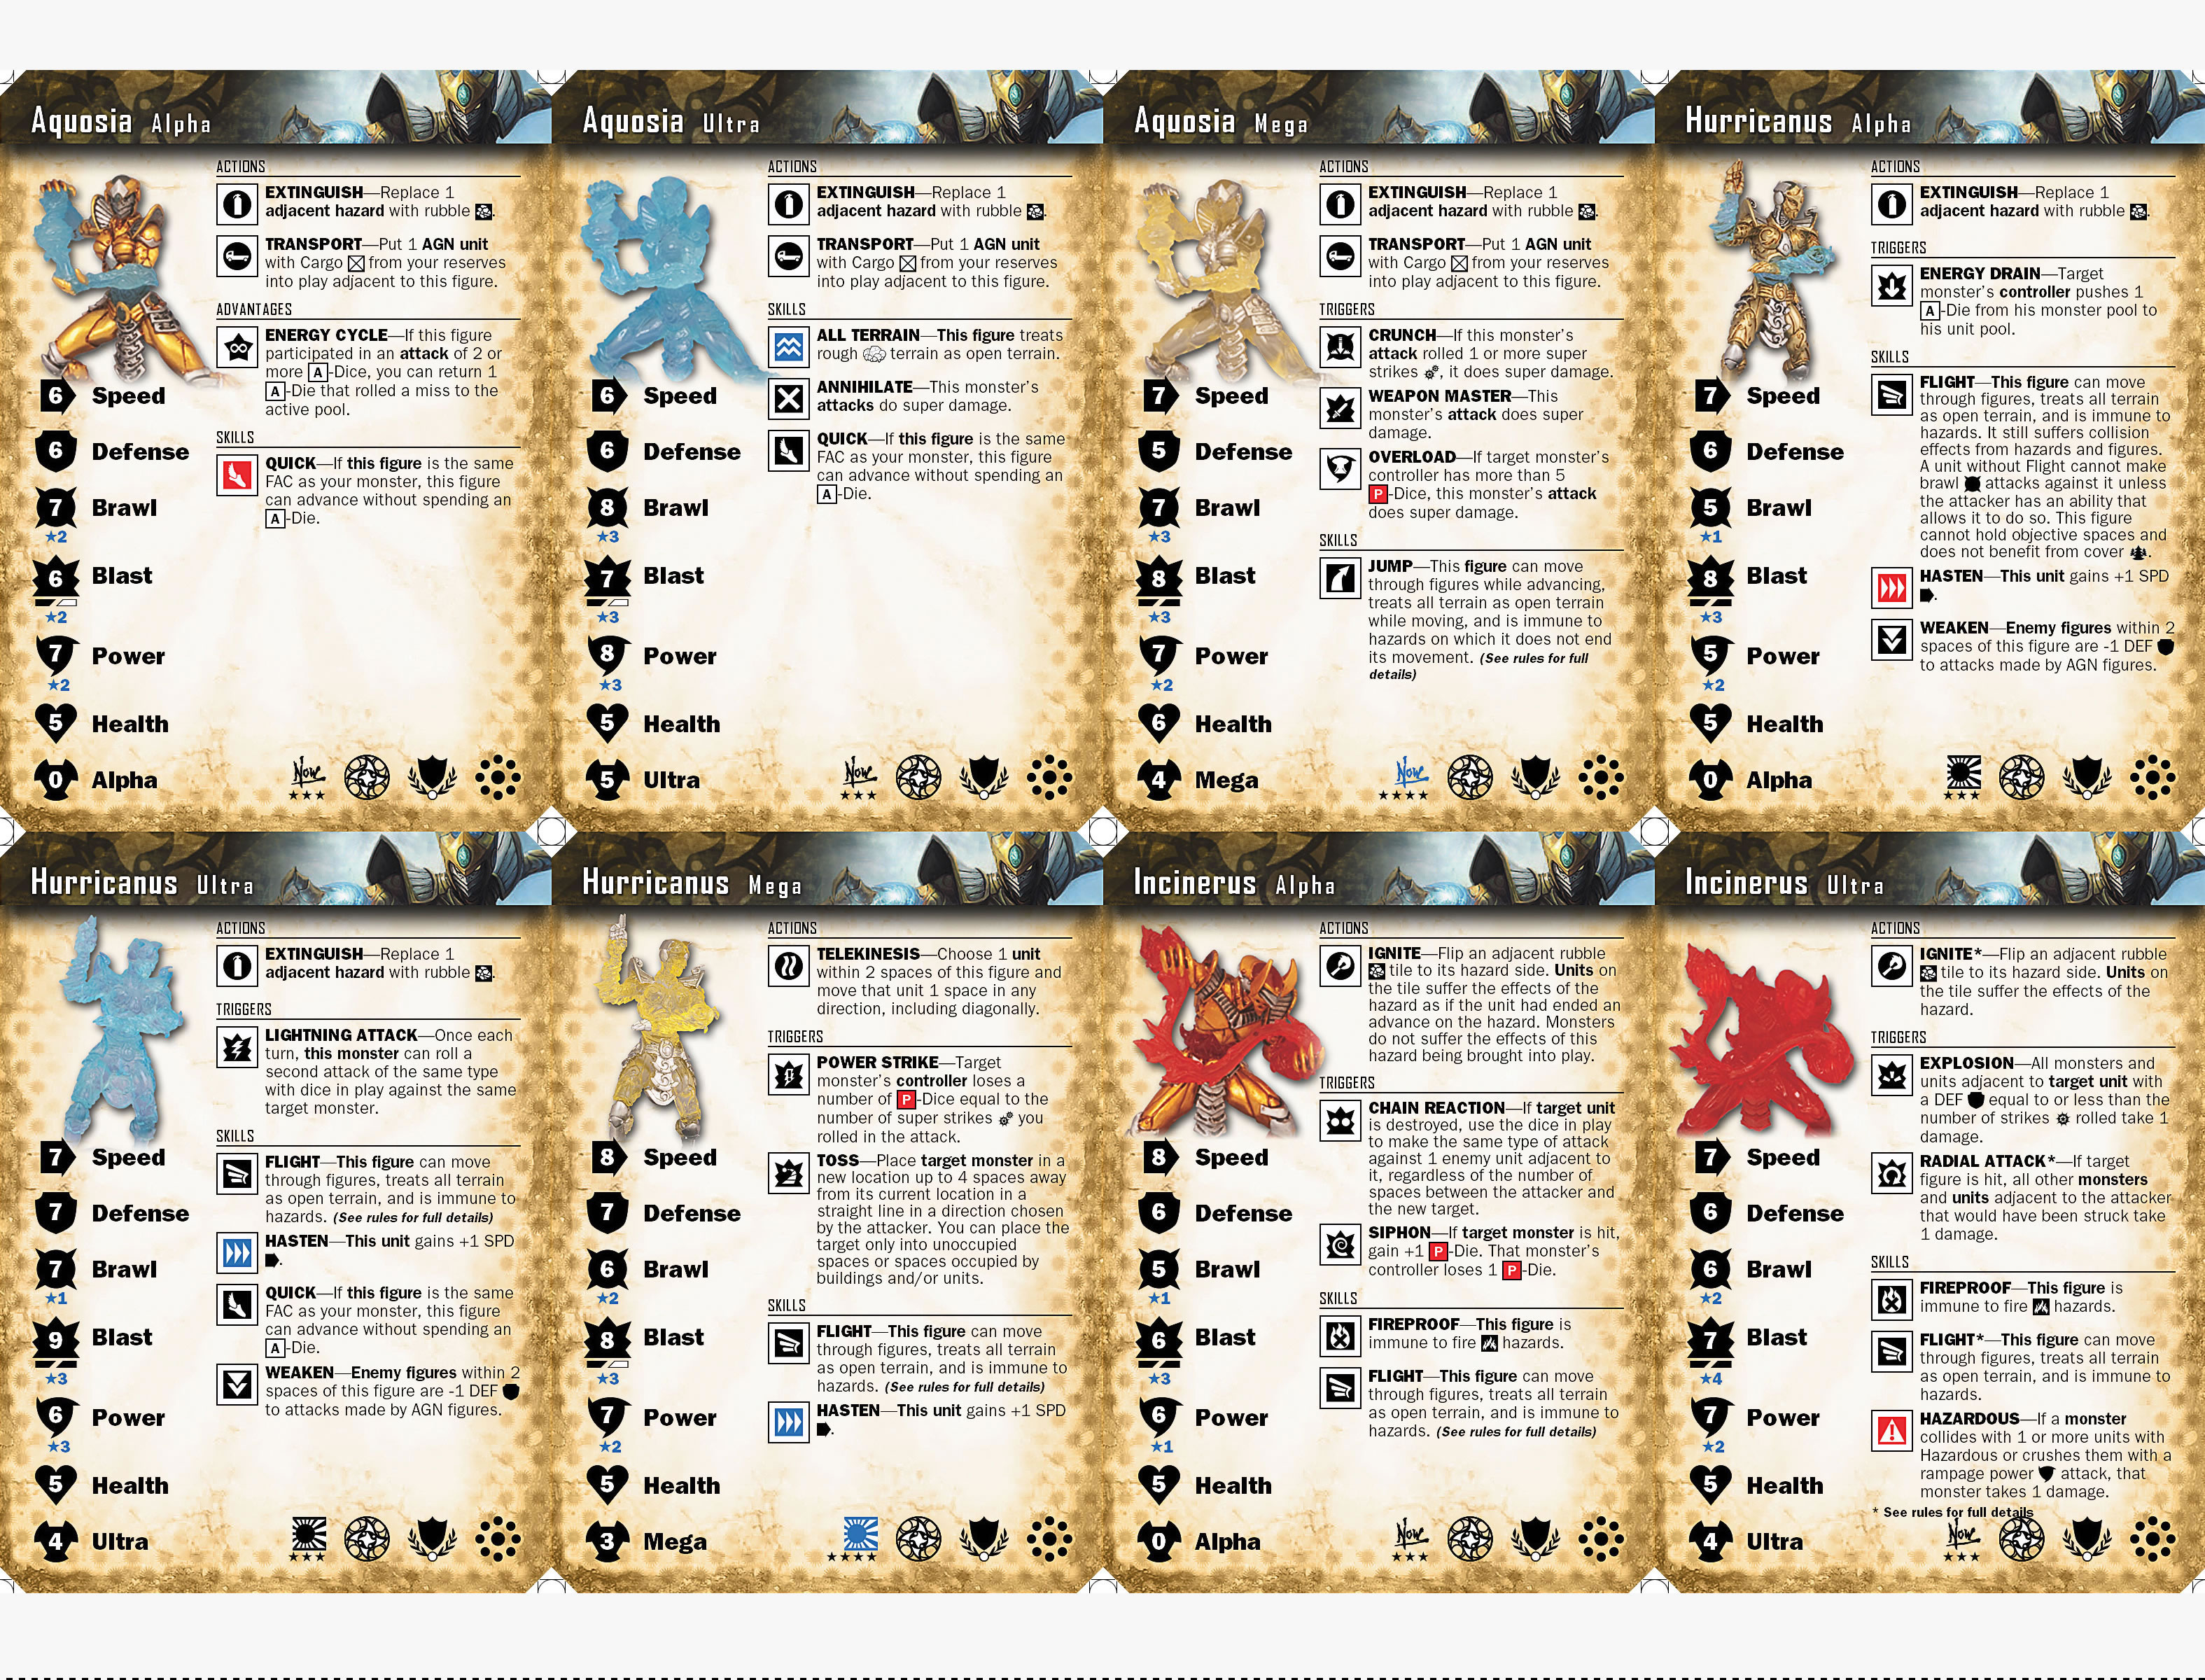 Aquosia Alpha
ACTIONS
EXTINGUISH—Replace 1
adjacent hazard with rubble .
TRANSPORT—Put 1 AGN unit
with Cargo from your reserves
into play adjacent to this figure.
ADVANTAGES
ENERGY CYCLE—If this figure
participated in an attack of 2 or
more A-Dice, you can return 1
A-Die that rolled a miss to the
active pool.
SKILLS
QUICK—If this figure is the same
FAC as your monster, this figure
can advance without spending an
A-Die.
6 Speed
6 Defense
7 Brawl
★2
6 Blast
★2
7 Power
★2
5 Health
0 Alpha
Now
★★★
Aquosia Ultra
ACTIONS
EXTINGUISH—Replace 1
adjacent hazard with rubble .
TRANSPORT—Put 1 AGN unit
with Cargo from your reserves
into play adjacent to this figure.
SKILLS
ALL TERRAIN—This figure treats
rough terrain as open terrain.
ANNIHILATE—This monster's
attacks do super damage.
QUICK—If this figure is the same
FAC as your monster, this figure
can advance without spending an
A-Die.
6 Speed
6 Defense
8 Brawl
★3
7 Blast
★3
8 Power
★3
5 Health
5 Ultra
Now
★★★
Aquosia Mega
ACTIONS
EXTINGUISH—Replace 1
adjacent hazard with rubble .
TRANSPORT—Put 1 AGN unit
with Cargo from your reserves
into play adjacent to this figure.
TRIGGERS
CRUNCH—If this monster's
attack rolled 1 or more super
strikes , it does super damage.
WEAPON MASTER—This
monster's attack does super
damage.
OVERLOAD—If target monster's
controller has more than 5
P-Dice, this monster's attack
does super damage.
SKILLS
JUMP—This figure can move
through figures while advancing,
treats all terrain as open terrain
while moving, and is immune to
hazards on which it does not end
its movement. (See rules for full
details)
7 Speed
5 Defense
7 Brawl
★3
8 Blast
★3
7 Power
★2
6 Health
4 Mega
Now
★★★★
Hurricanus Alpha
ACTIONS
EXTINGUISH—Replace 1
adjacent hazard with rubble .
TRIGGERS
ENERGY DRAIN—Target
monster's controller pushes 1
A-Die from his monster pool to
his unit pool.
SKILLS
FLIGHT—This figure can move
through figures, treats all terrain
as open terrain, and is immune to
hazards. It still suffers collision
effects from hazards and figures.
A unit without Flight cannot make
brawl attacks against it unless
the attacker has an ability that
allows it to do so. This figure
cannot hold objective spaces and
does not benefit from cover .
HASTEN—This unit gains +1 SPD
.
WEAKEN—Enemy figures within 2
spaces of this figure are -1 DEF
to attacks made by AGN figures.
7 Speed
6 Defense
5 Brawl
★1
8 Blast
★3
5 Power
★2
5 Health
0 Alpha
★★★
Hurricanus Ultra
ACTIONS
EXTINGUISH—Replace 1
adjacent hazard with rubble .
TRIGGERS
LIGHTNING ATTACK—Once each
turn, this monster can roll a
second attack of the same type
with dice in play against the same
target monster.
SKILLS
FLIGHT—This figure can move
through figures, treats all terrain
as open terrain, and is immune to
hazards. (See rules for full details)
HASTEN—This unit gains +1 SPD
.
QUICK—If this figure is the same
FAC as your monster, this figure
can advance without spending an
A-Die.
WEAKEN—Enemy figures within 2
spaces of this figure are -1 DEF
to attacks made by AGN figures.
7 Speed
7 Defense
7 Brawl
★1
9 Blast
★3
6 Power
★3
5 Health
4 Ultra
★★★
Hurricanus Mega
ACTIONS
TELEKINESIS—Choose 1 unit
within 2 spaces of this figure and
move that unit 1 space in any
direction, including diagonally.
TRIGGERS
POWER STRIKE—Target
monster's controller loses a
number of P-Dice equal to the
number of super strikes you
rolled in the attack.
TOSS—Place target monster in a
new location up to 4 spaces away
from its current location in a
straight line in a direction chosen
by the attacker. You can place the
target only into unoccupied
spaces or spaces occupied by
buildings and/or units.
SKILLS
FLIGHT—This figure can move
through figures, treats all terrain
as open terrain, and is immune to
hazards. (See rules for full details)
HASTEN—This unit gains +1 SPD
.
8 Speed
7 Defense
6 Brawl
★2
8 Blast
★3
7 Power
★2
5 Health
3 Mega
★★★★
Incinerus Alpha
ACTIONS
IGNITE—Flip an adjacent rubble
tile to its hazard side. Units on
the tile suffer the effects of the
hazard as if the unit had ended an
advance on the hazard. Monsters
do not suffer the effects of this
hazard being brought into play.
TRIGGERS
CHAIN REACTION—If target unit
is destroyed, use the dice in play
to make the same type of attack
against 1 enemy unit adjacent to
it, regardless of the number of
spaces between the attacker and
the new target.
SIPHON—If target monster is hit,
gain +1 P-Die. That monster's
controller loses 1 P-Die.
SKILLS
FIREPROOF—This figure is
immune to fire hazards.
FLIGHT—This figure can move
through figures, treats all terrain
as open terrain, and is immune to
hazards. (See rules for full details)
8 Speed
6 Defense
5 Brawl
★1
6 Blast
★3
6 Power
★1
5 Health
0 Alpha
Now
★★★
Incinerus Ultra
ACTIONS
IGNITE*—Flip an adjacent rubble
tile to its hazard side. Units on
the tile suffer the effects of the
hazard.
TRIGGERS
EXPLOSION—All monsters and
units adjacent to target unit with
a DEF equal to or less than the
number of strikes rolled take 1
damage.
RADIAL ATTACK*—If target
figure is hit, all other monsters
and units adjacent to the attacker
that would have been struck take
1 damage.
SKILLS
FIREPROOF—This figure is
immune to fire hazards.
FLIGHT*—This figure can move
through figures, treats all terrain
as open terrain, and is immune to
hazards.
HAZARDOUS—If a monster
collides with 1 or more units with
Hazardous or crushes them with a
rampage power attack, that
monster takes 1 damage.
* See rules for full details
7 Speed
6 Defense
6 Brawl
★2
7 Blast
★4
7 Power
★2
5 Health
4 Ultra
Now
★★★